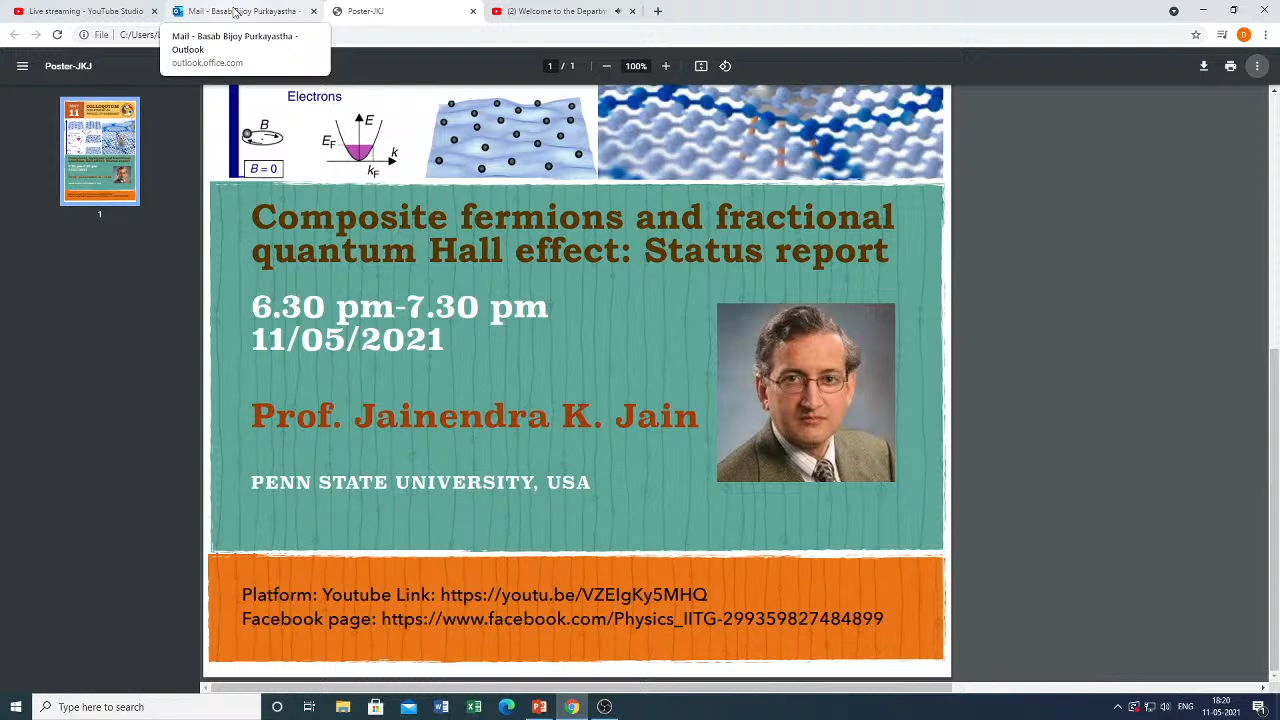 Live streaming - YouTube Studio
Mail - Basab Bijoy Purkayastha -
Poster-JKJ
(2) Welcome to the Departm
File
C:/Users/
Mail - Basab Bijoy Purkayastha -
Outlook
outlook.office.com
Poster-JKJ
1 / 1
100%
Electrons
B
B = 0
E
EF
k
kF
1
Composite fermions and fractional
quantum Hall effect: Status report
6.30 pm-7.30 pm
11/05/2021
Prof. Jainendra K. Jain
PENN STATE UNIVERSITY, USA
Platform: Youtube Link: https://youtu.be/VZEIgKy5MHQ
Facebook page: https://www.facebook.com/Physics_IITG-299359827484899
Type here to search
ENG
18:20
11-05-2021